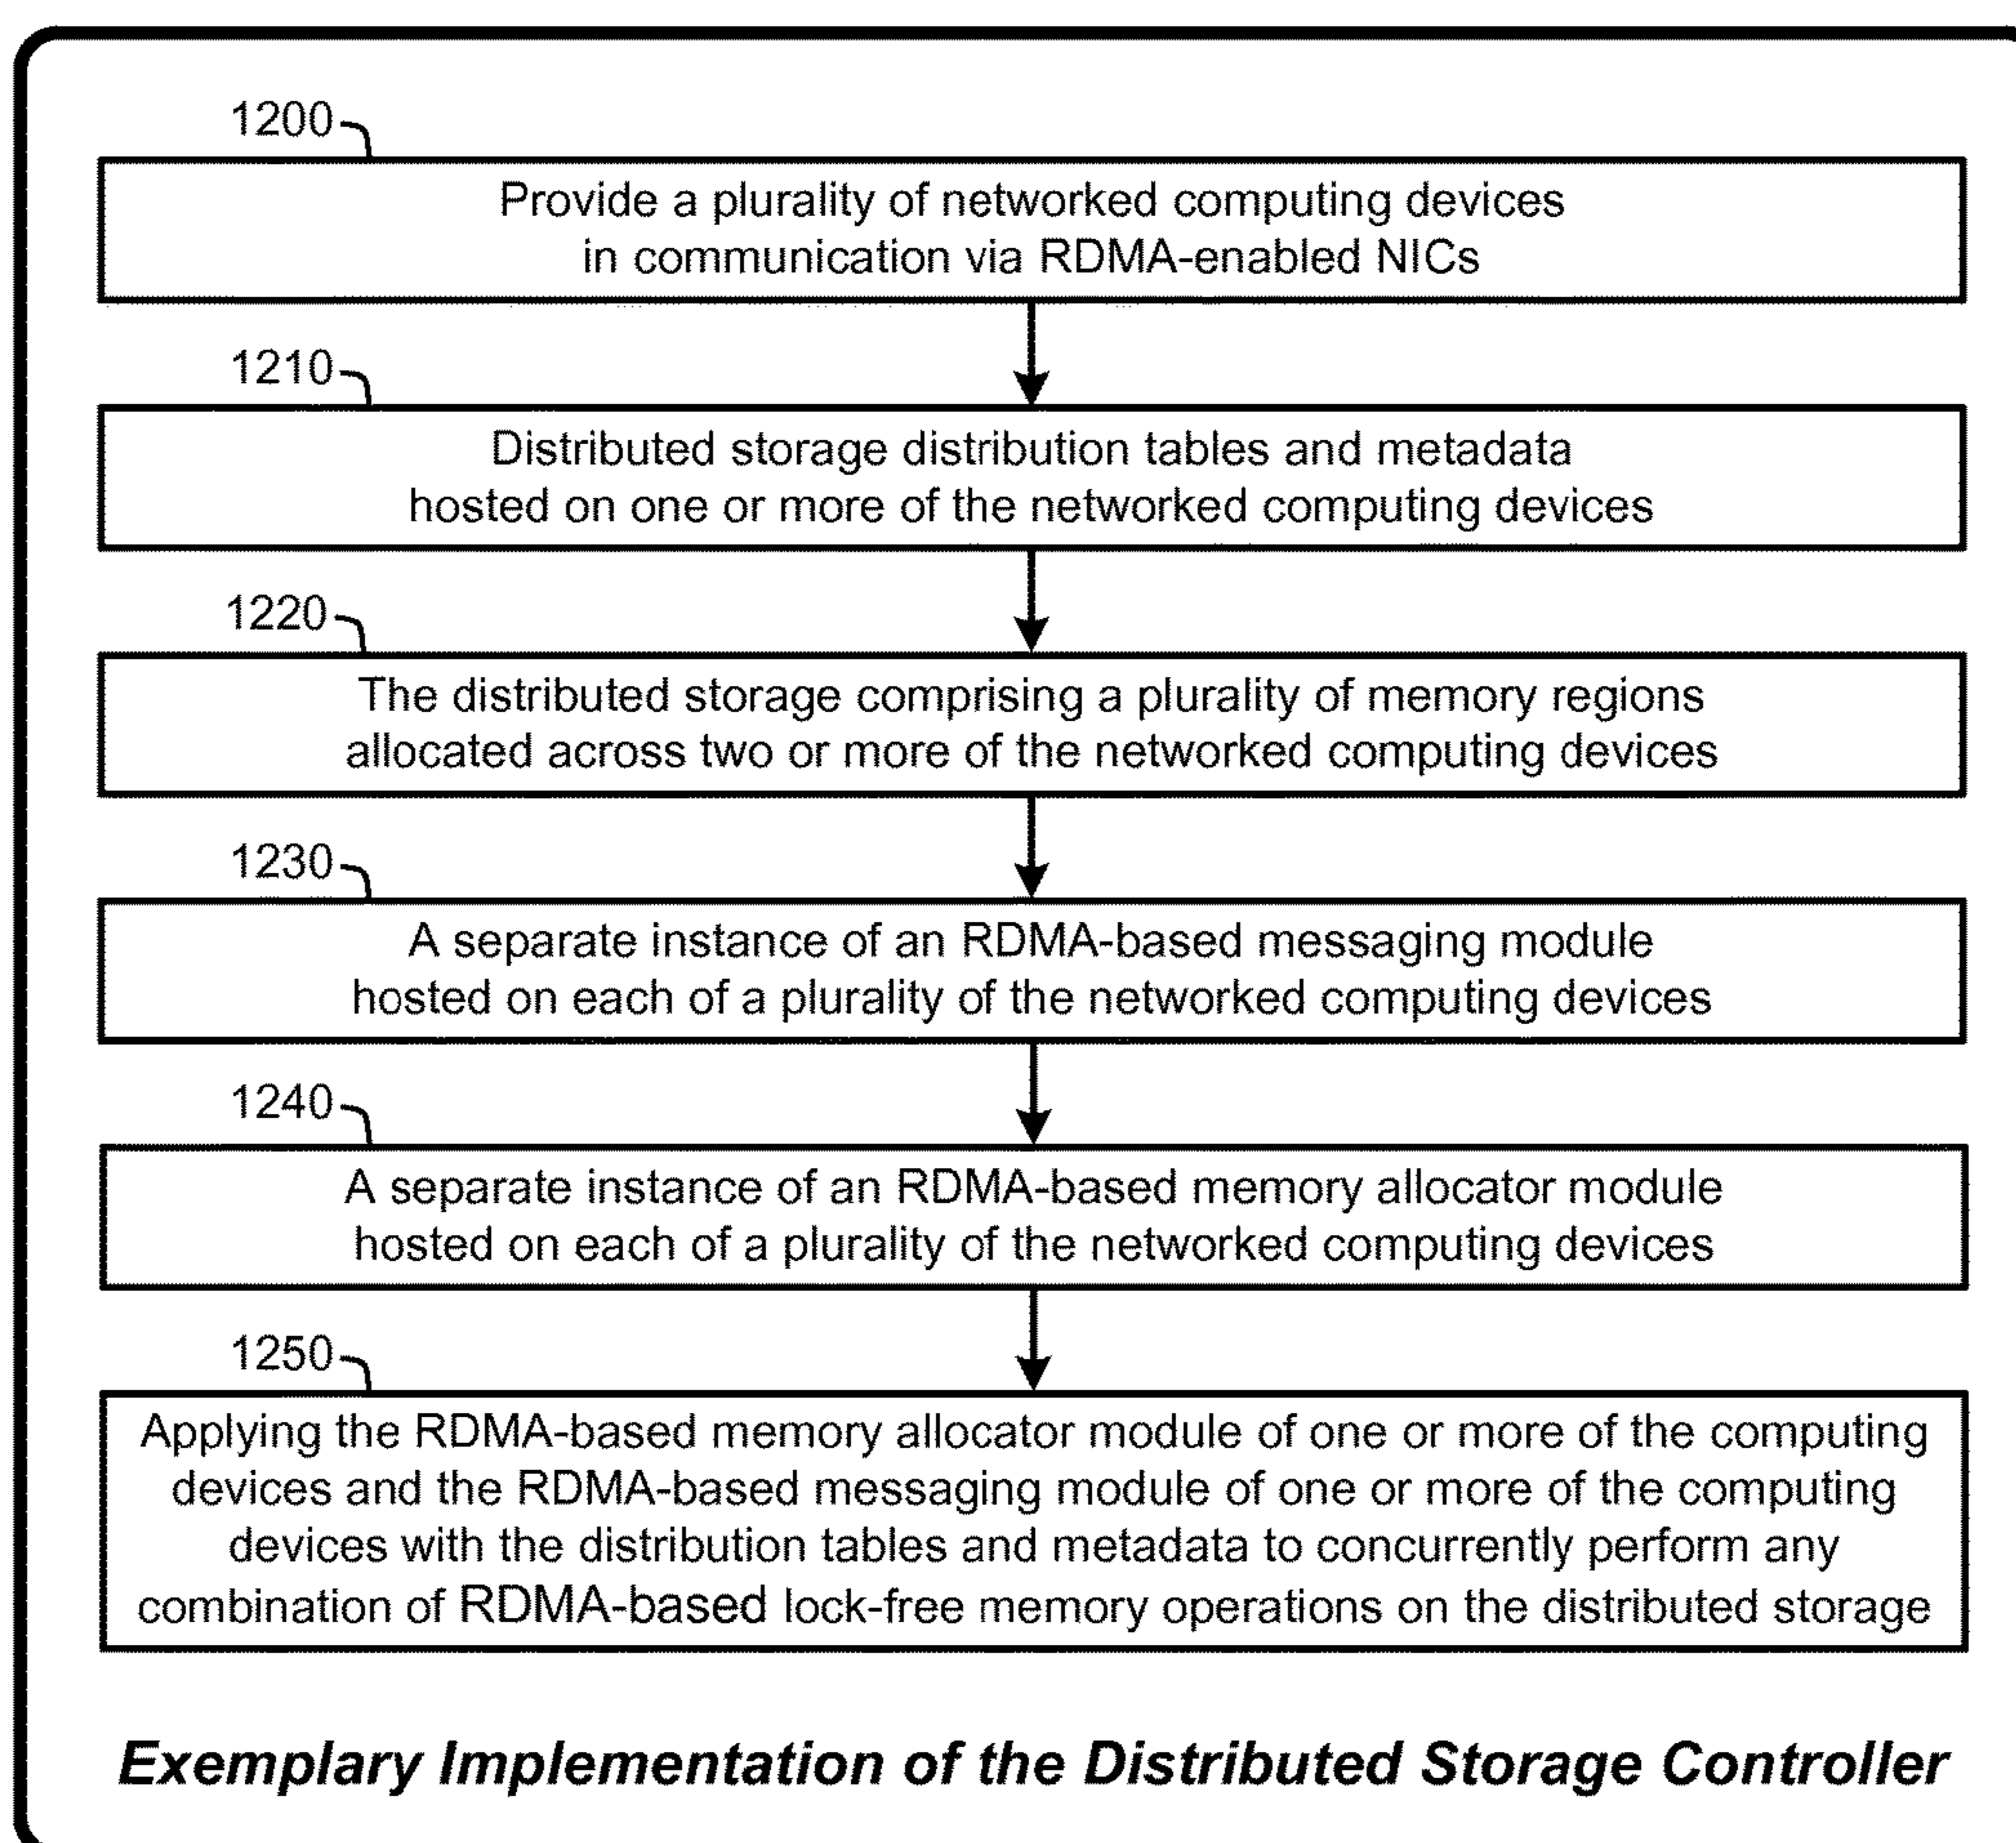 1200
Provide a plurality of networked computing devices
in communication via RDMA-enabled NICs
1210
Distributed storage distribution tables and metadata
hosted on one or more of the networked computing devices
1220
The distributed storage comprising a plurality of memory regions
allocated across two or more of the networked computing devices
1230
A separate instance of an RDMA-based messaging module
hosted on each of a plurality of the networked computing devices
1240
A separate instance of an RDMA-based memory allocator module
hosted on each of a plurality of the networked computing devices
1250
Applying the RDMA-based memory allocator module of one or more of the computing
devices and the RDMA-based messaging module of one or more of the computing
devices with the distribution tables and metadata to concurrently perform any
combination of RDMA-based lock-free memory operations on the distributed storage
Exemplary Implementation of the Distributed Storage Controller